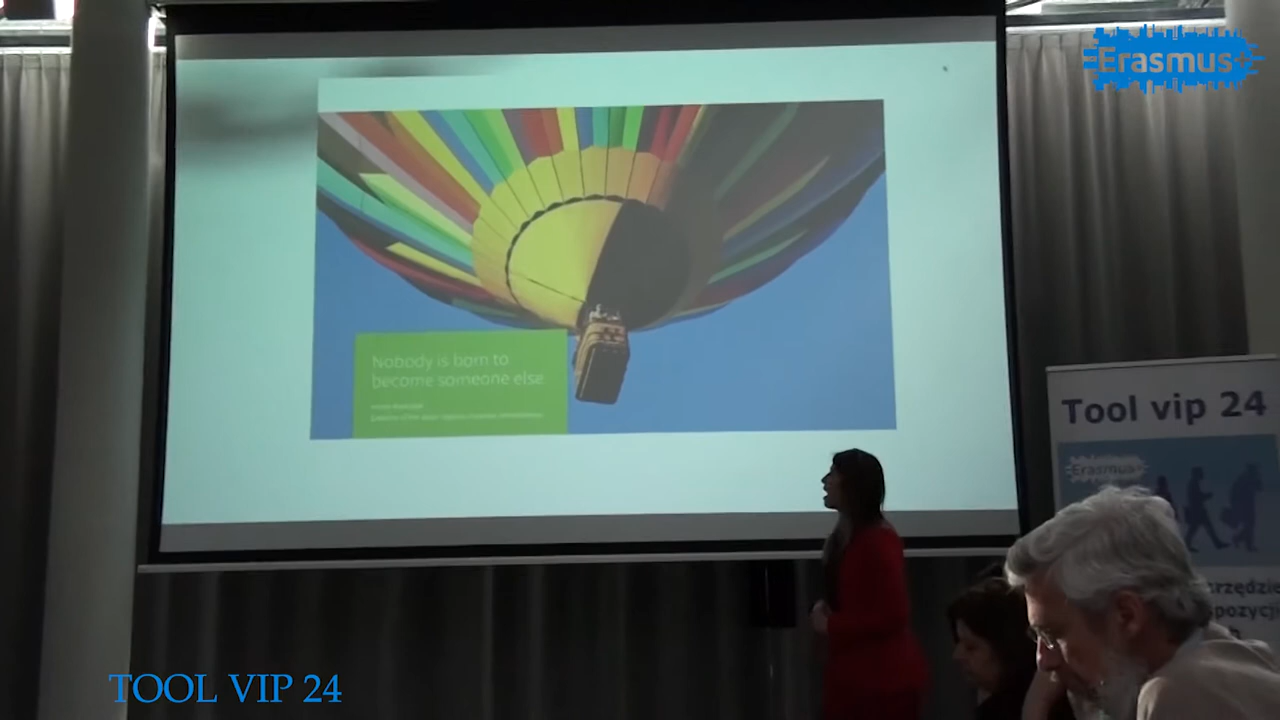 Erasmus+
Nobody is born to
become someone else
Tool vip 24
Erasmus+
TOOL VIP 24